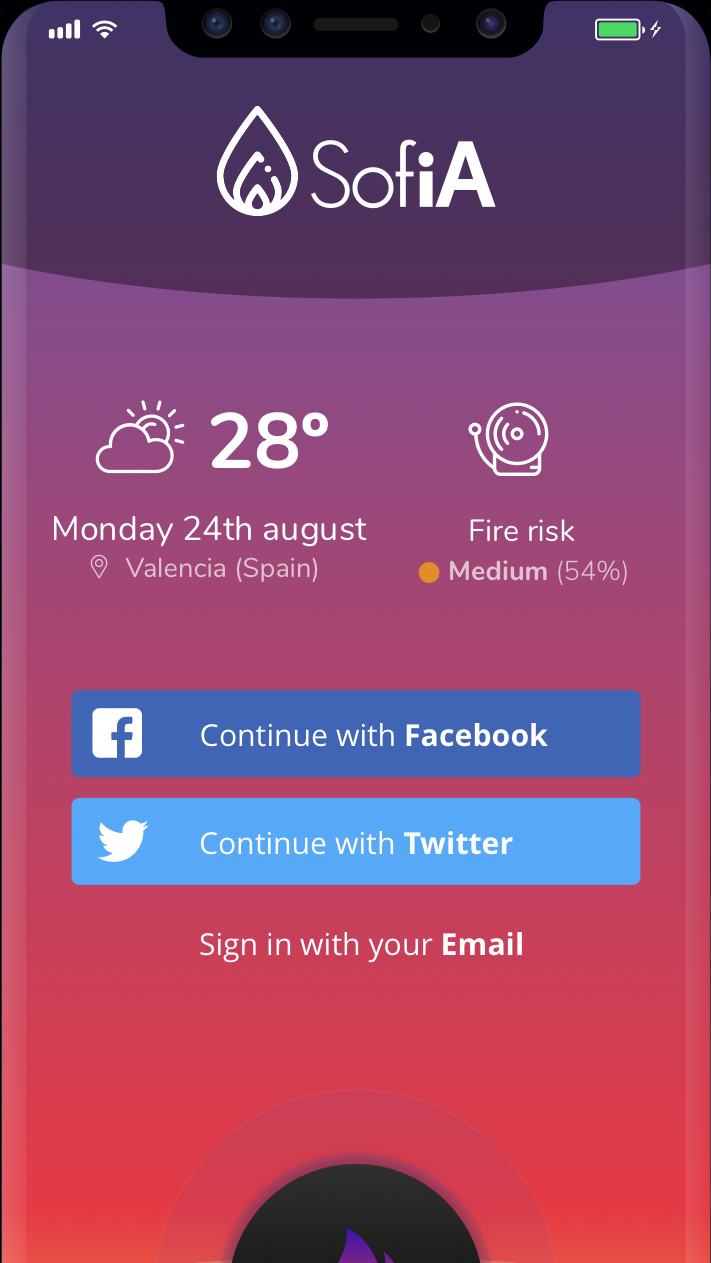 SofiA
28°
Monday 24th august
Valencia (Spain)
Fire risk
Medium (54%)
Continue with Facebook
Continue with Twitter
Sign in with your Email